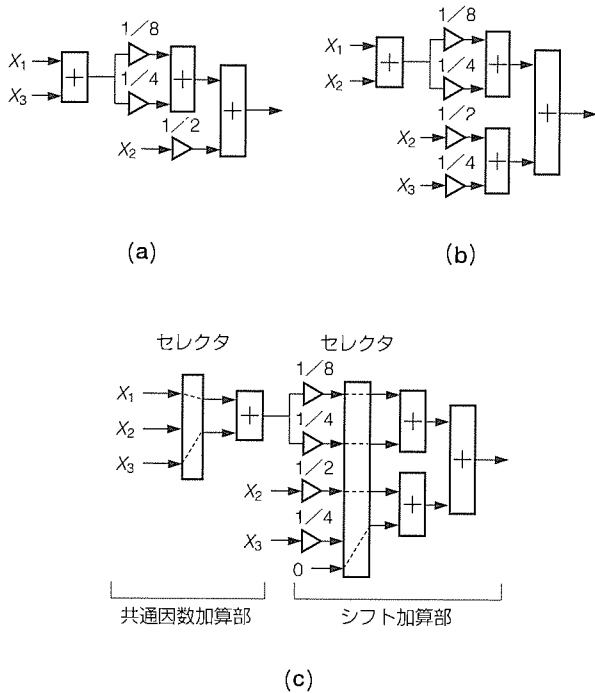 1／8
X₁
+
1／4
+
X₃
+
1／2
X₂
(a)
1／8
X₁
+
1／4
+
X₂
+
1／2
X₂
1／4
+
X₃
(b)
セレクタ
セレクタ
1／8
X₁
+
+
1／4
X₂
+
1／2
X₃
X₂
+
1／4
X₃
0
共通因数加算部
シフト加算部
(c)